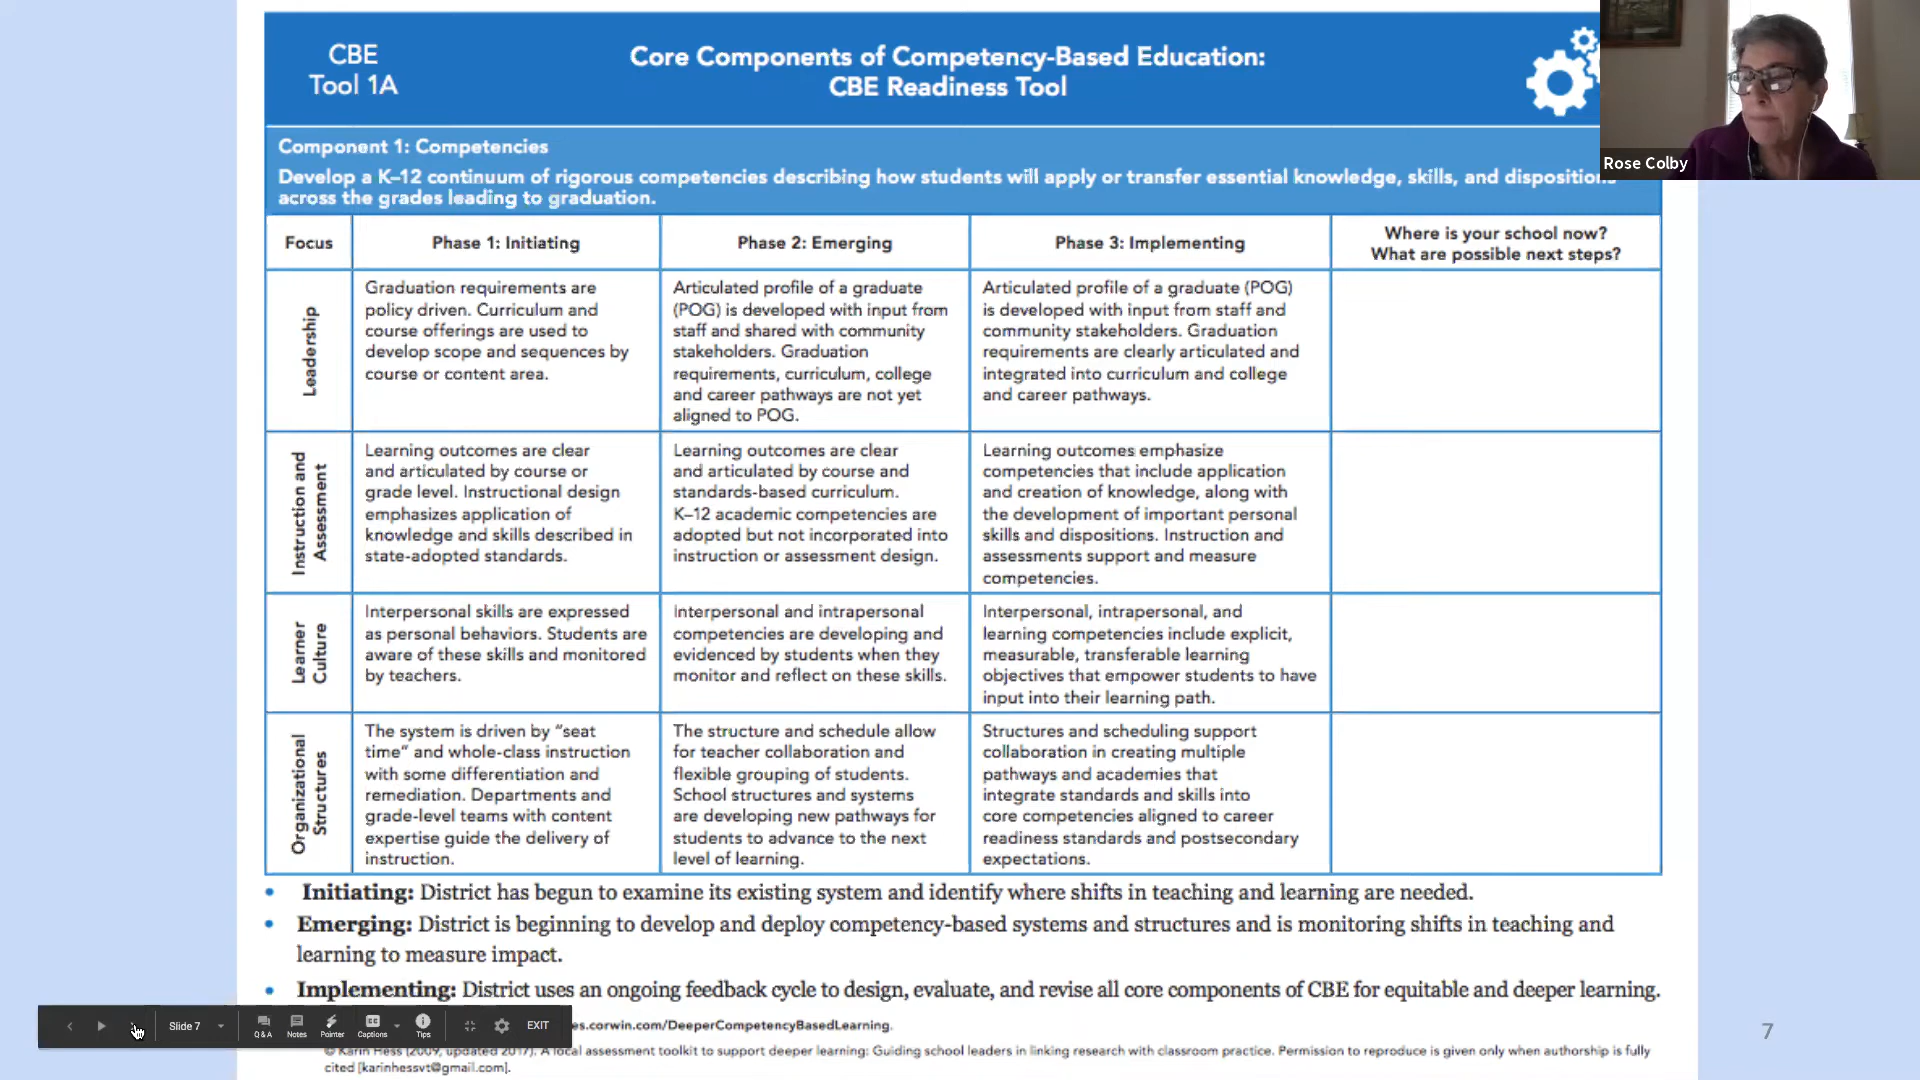 CBE
Tool 1A
Core Components of Competency-Based Education:
CBE Readiness Tool
Rose Colby
Component 1: Competencies
Develop a K–12 continuum of rigorous competencies describing how students will apply or transfer essential knowledge, skills, and dispositions
across the grades leading to graduation.
Focus
Phase 1: Initiating
Phase 2: Emerging
Phase 3: Implementing
Where is your school now?
What are possible next steps?
Leadership
Graduation requirements are
policy driven. Curriculum and
course offerings are used to
develop scope and sequences by
course or content area.
Articulated profile of a graduate
(POG) is developed with input from
staff and shared with community
stakeholders. Graduation
requirements, curriculum, college
and career pathways are not yet
aligned to POG.
Articulated profile of a graduate (POG)
is developed with input from staff and
community stakeholders. Graduation
requirements are clearly articulated and
integrated into curriculum and college
and career pathways.
Instruction and
Assessment
Learning outcomes are clear
and articulated by course or
grade level. Instructional design
emphasizes application of
knowledge and skills described in
state-adopted standards.
Learning outcomes are clear
and articulated by course and
standards-based curriculum.
K–12 academic competencies are
adopted but not incorporated into
instruction or assessment design.
Learning outcomes emphasize
competencies that include application
and creation of knowledge, along with
the development of important personal
skills and dispositions. Instruction and
assessments support and measure
competencies.
Learner
Culture
Interpersonal skills are expressed
as personal behaviors. Students are
aware of these skills and monitored
by teachers.
Interpersonal and intrapersonal
competencies are developing and
evidenced by students when they
monitor and reflect on these skills.
Interpersonal, intrapersonal, and
learning competencies include explicit,
measurable, transferable learning
objectives that empower students to have
input into their learning path.
Organizational
Structures
The system is driven by “seat
time” and whole-class instruction
with some differentiation and
remediation. Departments and
grade-level teams with content
expertise guide the delivery of
instruction.
The structure and schedule allow
for teacher collaboration and
flexible grouping of students.
School structures and systems
are developing new pathways for
students to advance to the next
level of learning.
Structures and scheduling support
collaboration in creating multiple
pathways and academies that
integrate standards and skills into
core competencies aligned to career
readiness standards and postsecondary
expectations.
• Initiating: District has begun to examine its existing system and identify where shifts in teaching and learning are needed.
• Emerging: District is beginning to develop and deploy competency-based systems and structures and is monitoring shifts in teaching and
learning to measure impact.
• Implementing: District uses an ongoing feedback cycle to design, evaluate, and revise all core components of CBE for equitable and deeper learning.
Slide 7
Q & A
Notes
Pointer
Captions
Tips
EXIT
es.corwin.com/DeeperCompetencyBasedLearning.
7
© Karin Hess (2009, updated 2017). A local assessment toolkit to support deeper learning: Guiding school leaders in linking research with classroom practice. Permission to reproduce is given only when authorship is fully
cited [karinhessvt@gmail.com].